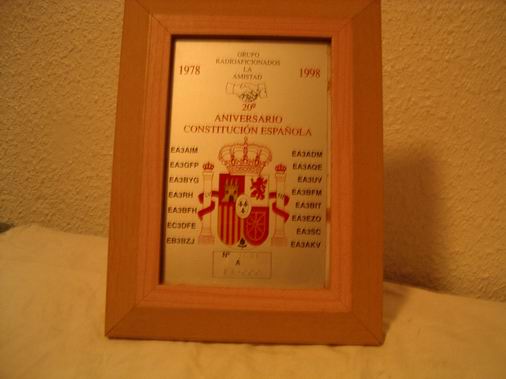 GRUPO
RADIOAFICIONADOS
LA
AMISTAD
1978 1998
20º
ANIVERSARIO
CONSTITUCIÓN ESPAÑOLA
EA3AIM EA3ADM
EA3GFP EA3AQE
EA3BYG EA3UV
EA3RH EA3BFM
EA3BFH EA3BIT
EC3DFE EA3EZO
EB3BZJ EA3SC
EA3AKV
Nº
A